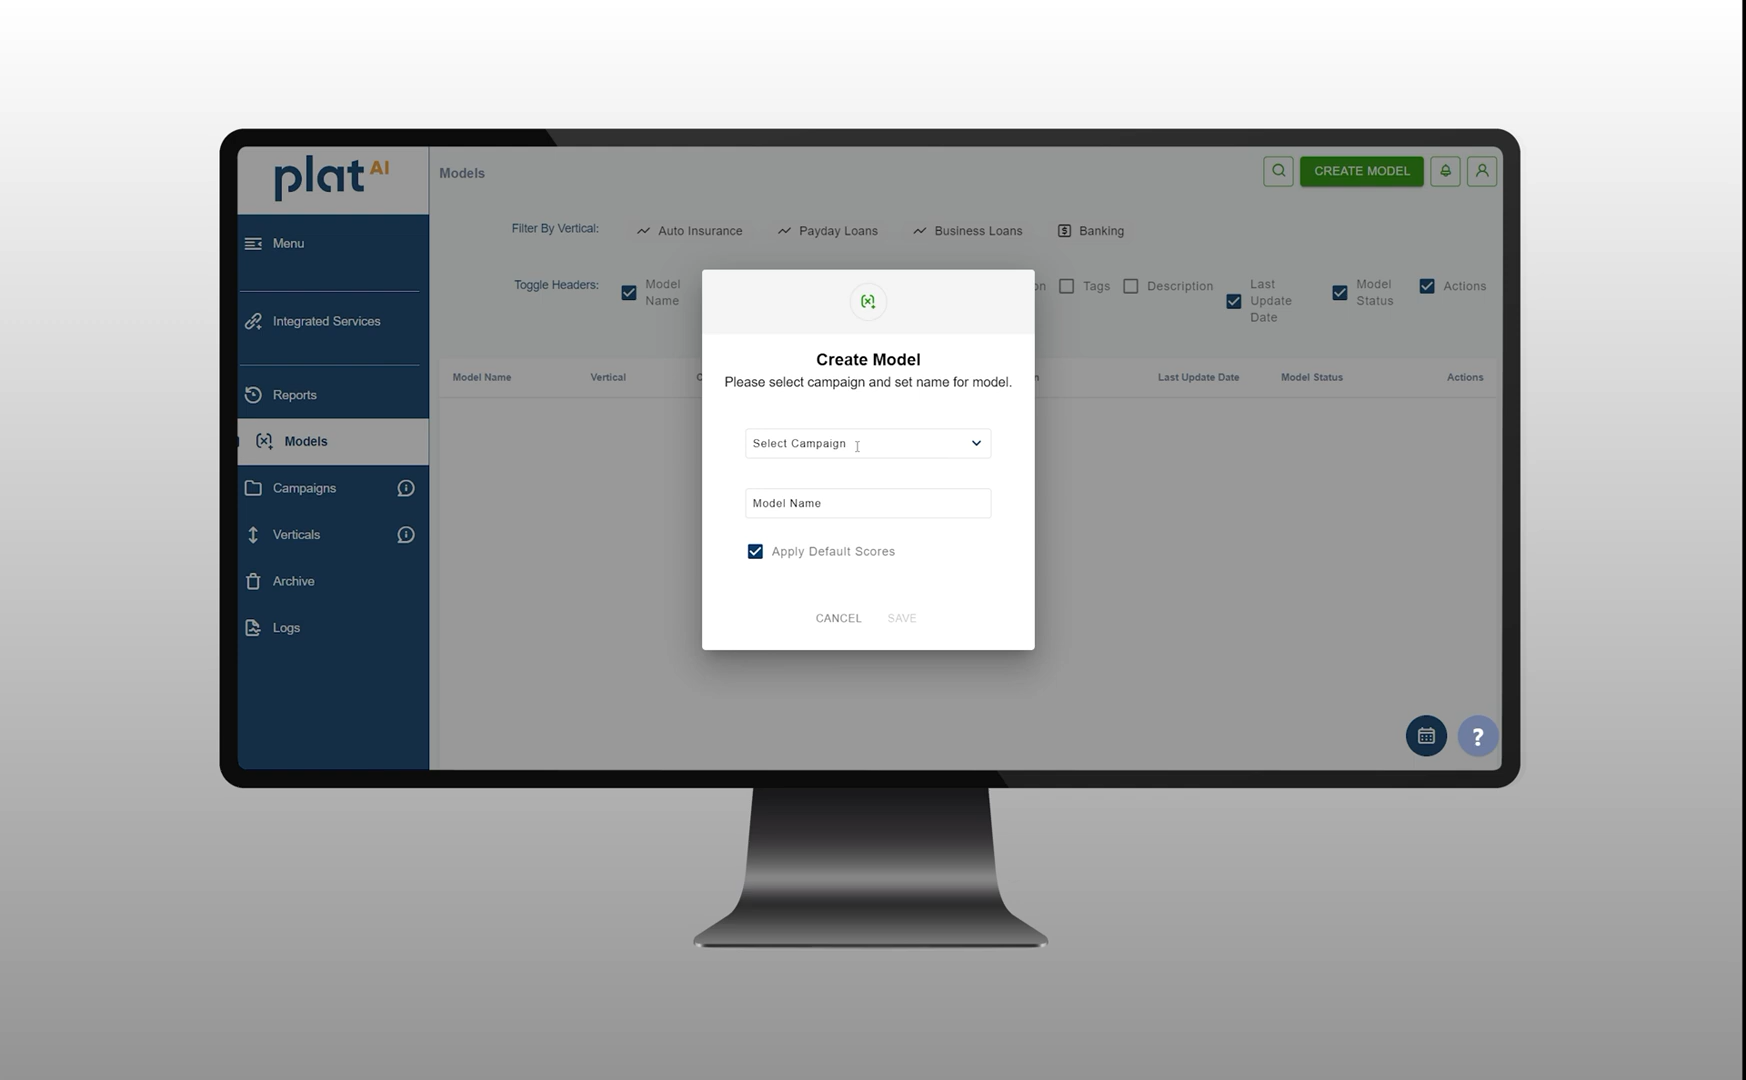 plat AI
Models
CREATE MODEL
Menu
Filter By Vertical:
Auto Insurance
Payday Loans
Business Loans
Banking
Toggle Headers:
Model Name
Tags
Description
Last Update Date
Model Status
Actions
Integrated Services
Reports
Models
Campaigns
Verticals
Archive
Logs
Model Name
Vertical
Last Update Date
Model Status
Actions
Create Model
Please select campaign and set name for model.
Select Campaign
Model Name
Apply Default Scores
CANCEL
SAVE
?